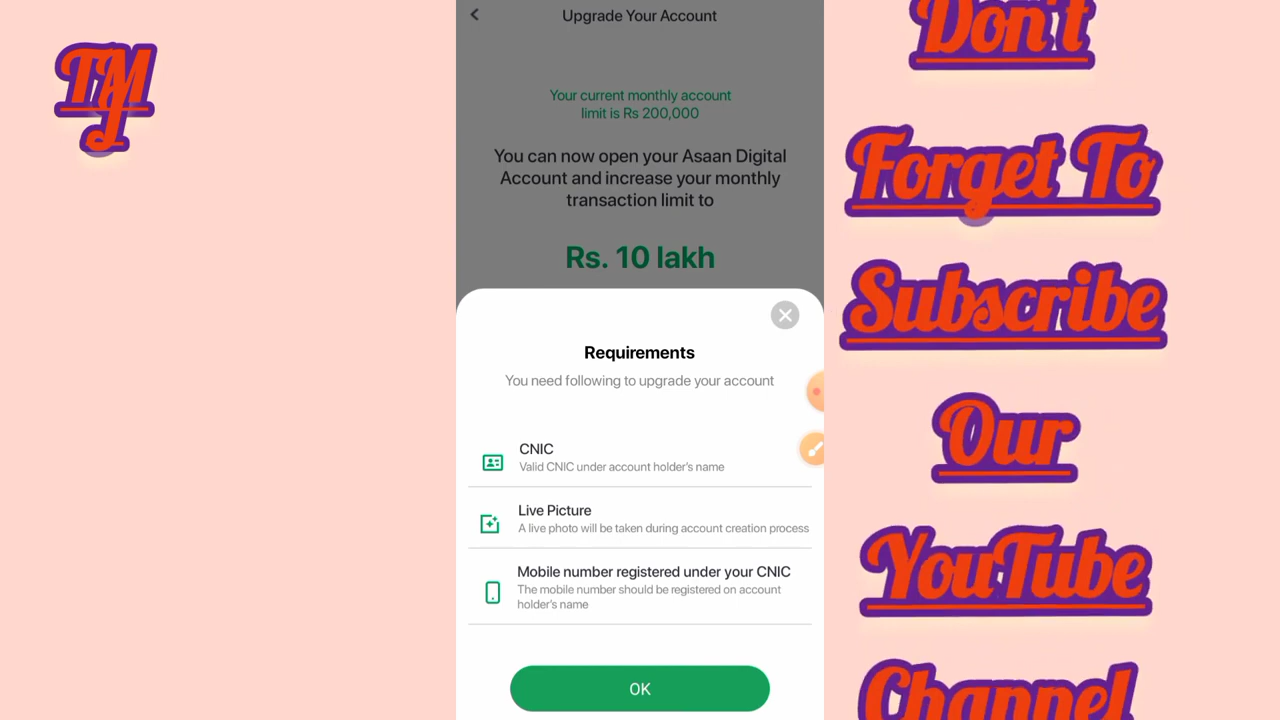 TMJ
Upgrade Your Account
Your current monthly account
limit is Rs 200,000
You can now open your Asaan Digital
Account and increase your monthly
transaction limit to
Rs. 10 lakh
Requirements
You need following to upgrade your account
CNIC
Valid CNIC under account holder's name
Live Picture
A live photo will be taken during account creation process
Mobile number registered under your CNIC
The mobile number should be registered on account
holder's name
OK
Don't
Forget To
Subscribe
Our
YouTube
Channel